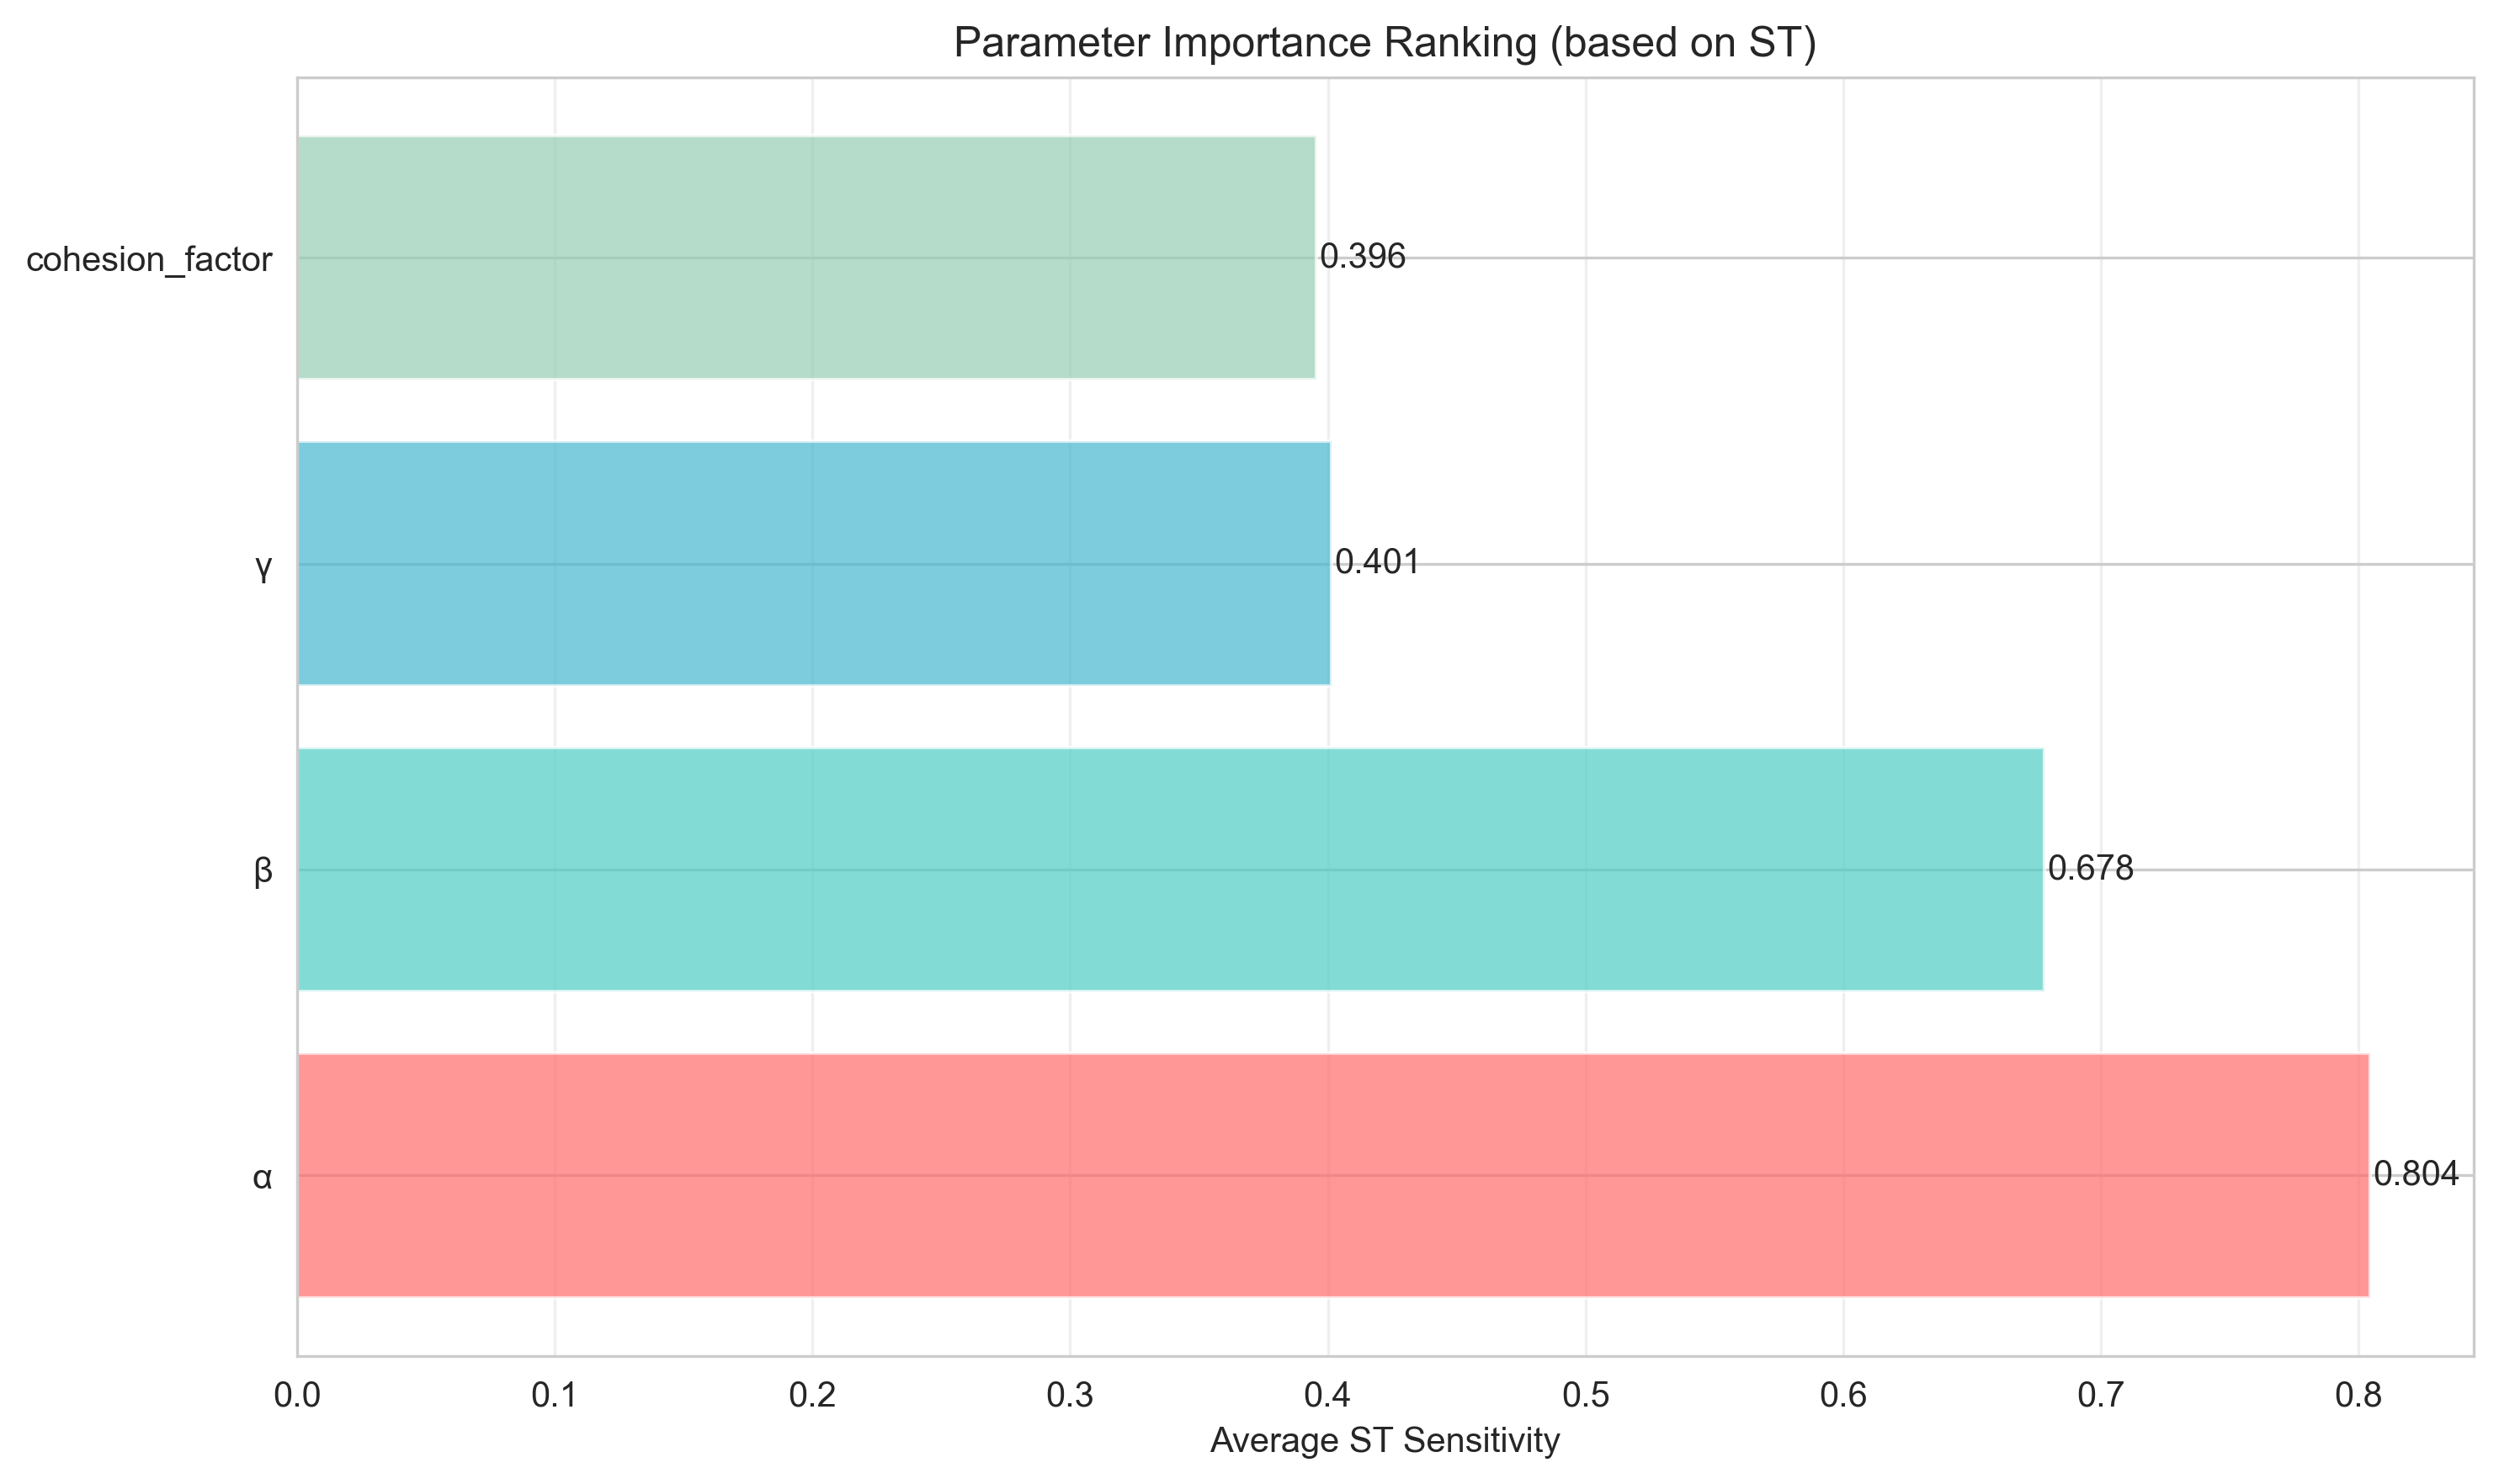 Parameter Importance Ranking (based on ST)
cohesion_factor
0.396
γ
0.401
β
0.678
α
0.804
0.0 0.1 0.2 0.3 0.4 0.5 0.6 0.7 0.8
Average ST Sensitivity